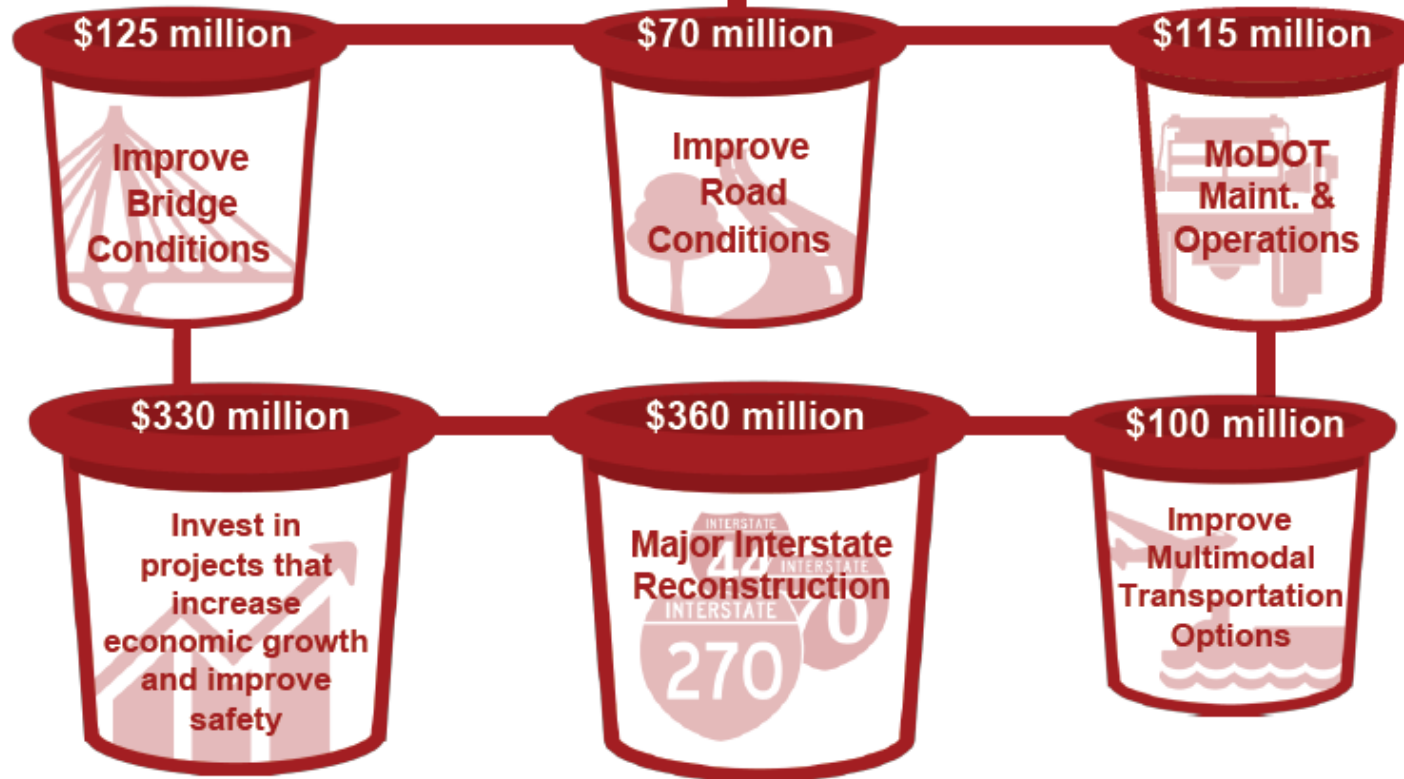 $125 million
Improve
Bridge
Conditions
$70 million
Improve
Road
Conditions
$115 million
MoDOT
Maint. &
Operations
$330 million
Invest in
projects that
increase
economic growth
and improve
safety
$360 million
Major Interstate
Reconstruction
INTERSTATE
44
INTERSTATE
70
INTERSTATE
270
$100 million
Improve
Multimodal
Transportation
Options